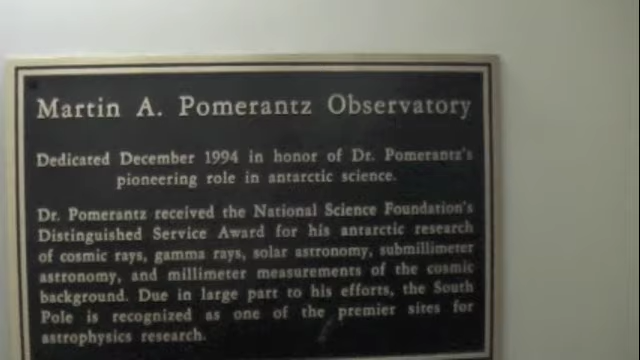 Martin A. Pomerantz Observatory
Dedicated December 1994 in honor of Dr. Pomerantz's
pioneering role in antarctic science.
Dr. Pomerantz received the National Science Foundation's
Distinguished Service Award for his antarctic research
of cosmic rays, gamma rays, solar astronomy, submillimeter
astronomy, and millimeter measurements of the cosmic
background. Due in large part to his efforts, the South
Pole is recognized as one of the premier sites for
astrophysics research.